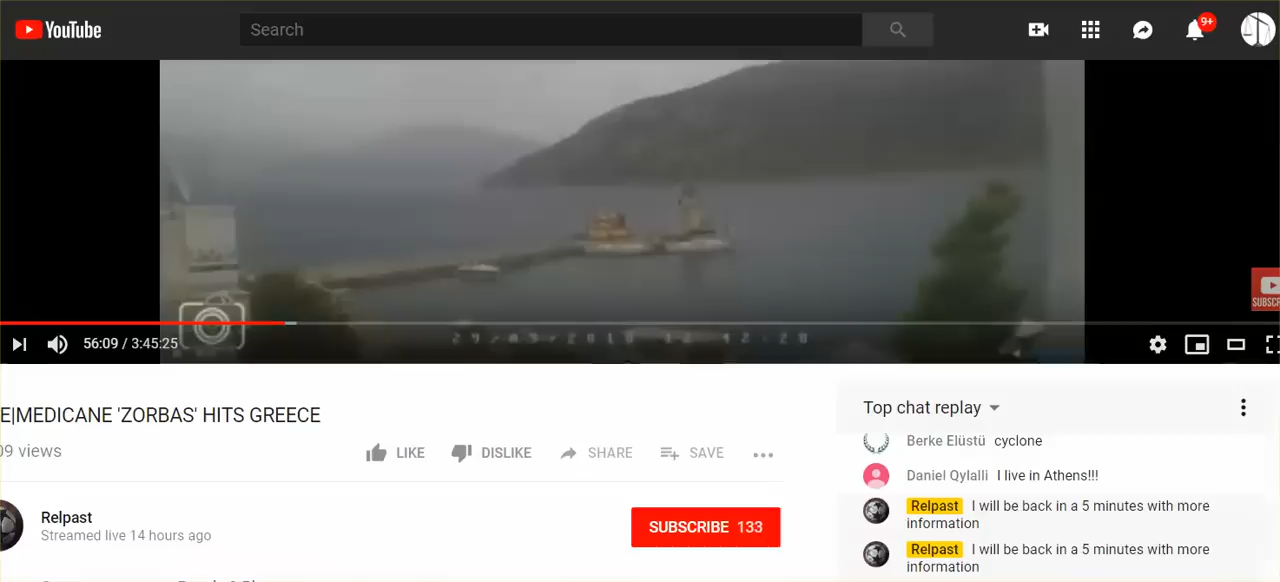 YouTube
Search
9+
SUBSCR
56:09 / 3:45:25
E|MEDICANE 'ZORBAS' HITS GREECE
09 views
LIKE
DISLIKE
SHARE
SAVE
Relpast
Streamed live 14 hours ago
SUBSCRIBE 133
Top chat replay
Berke Elüstü cyclone
Daniel Qylalli I live in Athens!!!
Relpast I will be back in a 5 minutes with more
information
Relpast I will be back in a 5 minutes with more
information